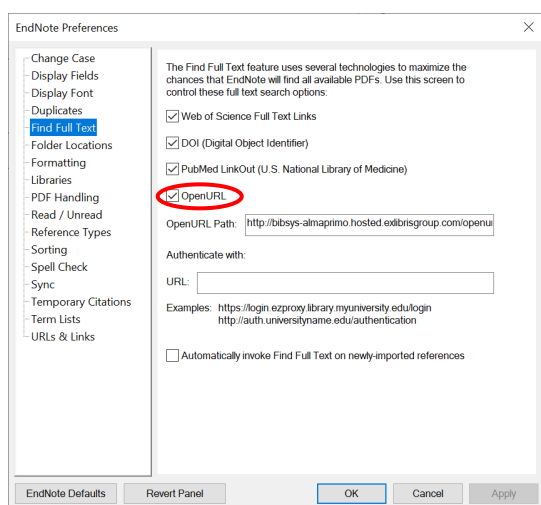 EndNote Preferences
Change Case
Display Fields
Display Font
Duplicates
Find Full Text
Folder Locations
Formatting
Libraries
PDF Handling
Read / Unread
Reference Types
Sorting
Spell Check
Sync
Temporary Citations
Term Lists
URLs & Links
The Find Full Text feature uses several technologies to maximize the
chances that EndNote will find all available PDFs. Use this screen to
control these full text search options:
Web of Science Full Text Links
DOI (Digital Object Identifier)
PubMed LinkOut (U.S. National Library of Medicine)
OpenURL
OpenURL Path: http://bibsys-almaprimo.hosted.exlibrisgroup.com/openu
Authenticate with:
URL:
Examples: https://login.ezproxy.library.myuniversity.edu/login
http://auth.universityname.edu/authentication
Automatically invoke Find Full Text on newly-imported references
EndNote Defaults
Revert Panel
OK
Cancel
Apply